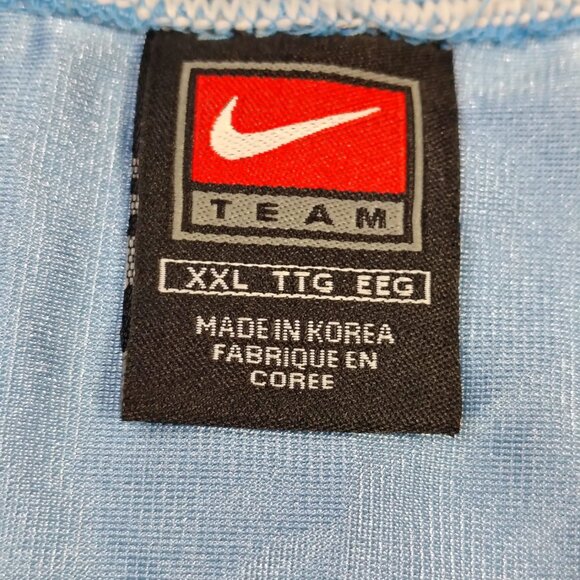 TEAM
XXL TTG EEG
MADE IN KOREA
FABRIQUE EN
COREE